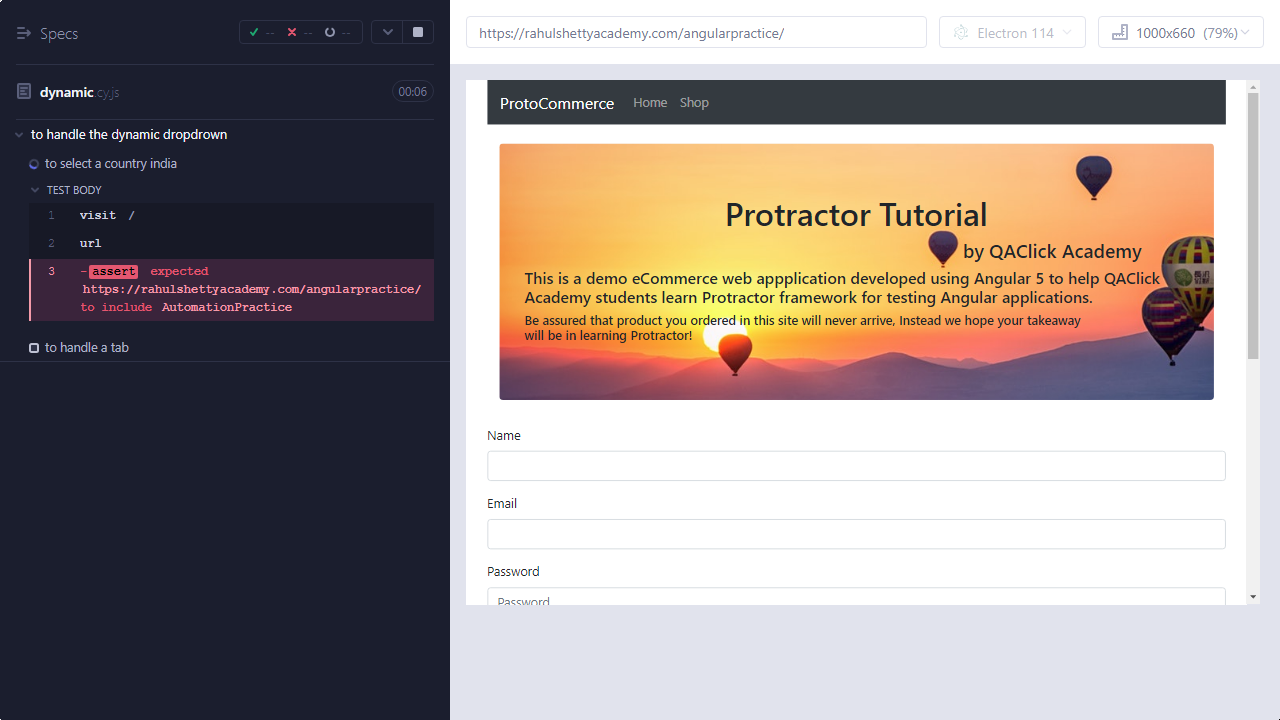 Specs
-- -- --
dynamic.cy.js
00:06
to handle the dynamic dropdrown
to select a country india
TEST BODY
1 visit /
2 url
3 -assert expected
https://rahulshettyacademy.com/angularpractice/
to include AutomationPractice
to handle a tab
https://rahulshettyacademy.com/angularpractice/
Electron 114
1000x660 (79%)
ProtoCommerce Home Shop
Protractor Tutorial
by QAClick Academy
This is a demo eCommerce web appplication developed using Angular 5 to help QAClick
Academy students learn Protractor framework for testing Angular applications.
Be assured that product you ordered in this site will never arrive, Instead we hope your takeaway
will be in learning Protractor!
Name
Email
Password
Password